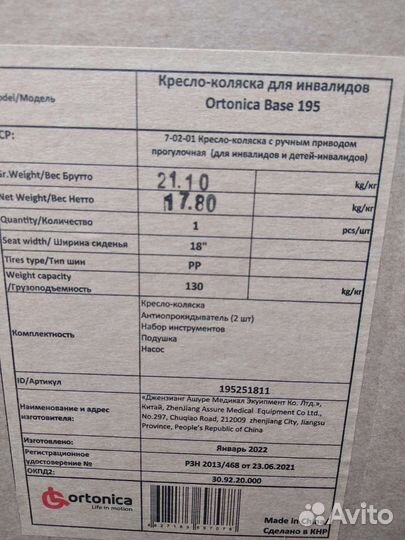 Model/Модель
Кресло-коляска для инвалидов
Ortonica Base 195
СР:
7-02-01 Кресло-коляска с ручным приводом
прогулочная (для инвалидов и детей-инвалидов)
Gr.Weight/Вес Брутто 21.10 kg/кг
Net Weight/Вес Нетто 17.80 kg/кг
Quantity/Количество 1 pcs/шт
Seat width/ Ширина сиденья 18"
Tires type/Тип шин PP
Weight capacity
/Грузоподъемность 130 kg/кг
Комплектность
Кресло-коляска
Антиопрокидыватель (2 шт)
Набор инструментов
Подушка
Насос
ID/Артикул 195251811
Наименование и адрес
изготовителя:
«Джензианг Ашуре Медикал Экуипмент Ко. Лтд.»,
Китай, ZhenJiang Assure Medical Equipment Co Ltd.,
No.297, Chuqiao Road, 212009 zhenjiang City, Jiangsu
Province, People's Republic of China
Изготовлено: Январь 2022
Регистрационное
удостоверение № РЗН 2013/468 от 23.06.2021
ОКПД2: 30.92.20.000
ortonica
Life in motion
Made in China
Сделано в КНР
Avito